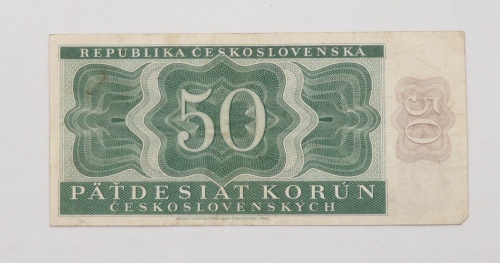 REPUBLIKA ČESKOSLOVENSKÁ
50
50
PÄŤDESIAT KORÚN
ČESKOSLOVENSKÝCH